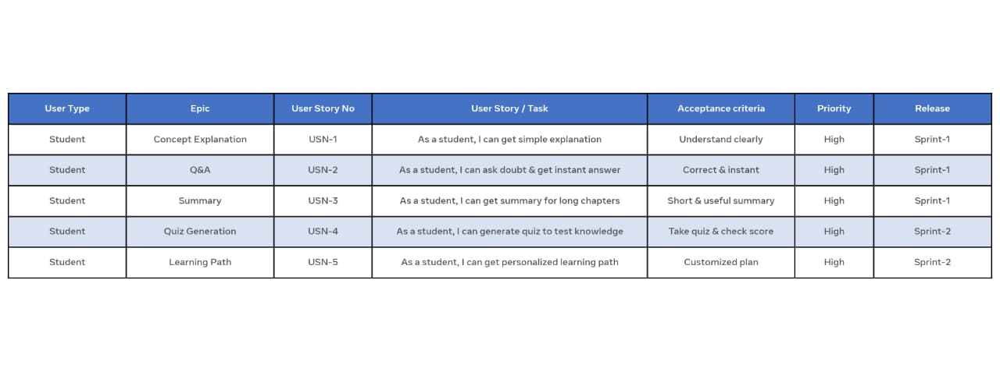 User Type Epic User Story No User Story / Task Acceptance criteria Priority Release
Student Concept Explanation USN-1 As a student, I can get simple explanation Understand clearly High Sprint-1
Student Q&A USN-2 As a student, I can ask doubt & get instant answer Correct & instant High Sprint-1
Student Summary USN-3 As a student, I can get summary for long chapters Short & useful summary High Sprint-1
Student Quiz Generation USN-4 As a student, I can generate quiz to test knowledge Take quiz & check score High Sprint-2
Student Learning Path USN-5 As a student, I can get personalized learning path Customized plan High Sprint-2